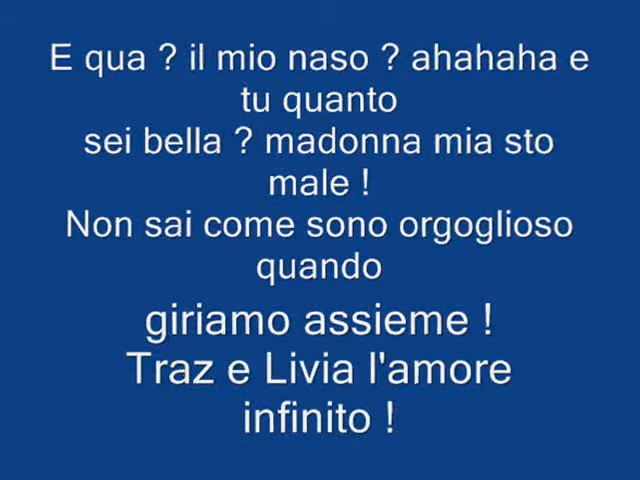 E qua ? il mio naso ? ahahaha e
tu quanto
sei bella ? madonna mia sto
male !
Non sai come sono orgoglioso
quando
giriamo assieme !
Traz e Livia l'amore
infinito !